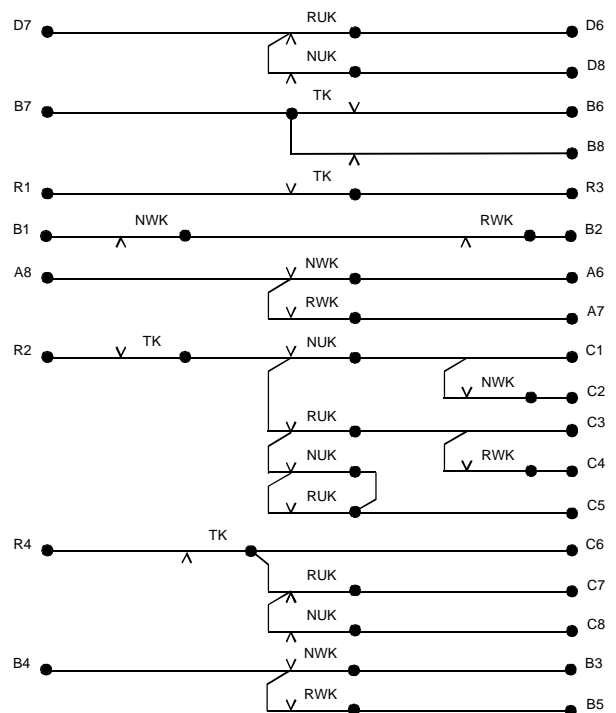 D7 RUK D6
NUK D8
B7 TK B6
B8
R1 TK R3
B1 NWK RWK B2
A8 NWK A6
RWK A7
R2 TK NUK C1
NWK C2
RUK C3
NUK RWK C4
RUK C5
R4 TK C6
RUK C7
NUK C8
B4 NWK B3
RWK B5